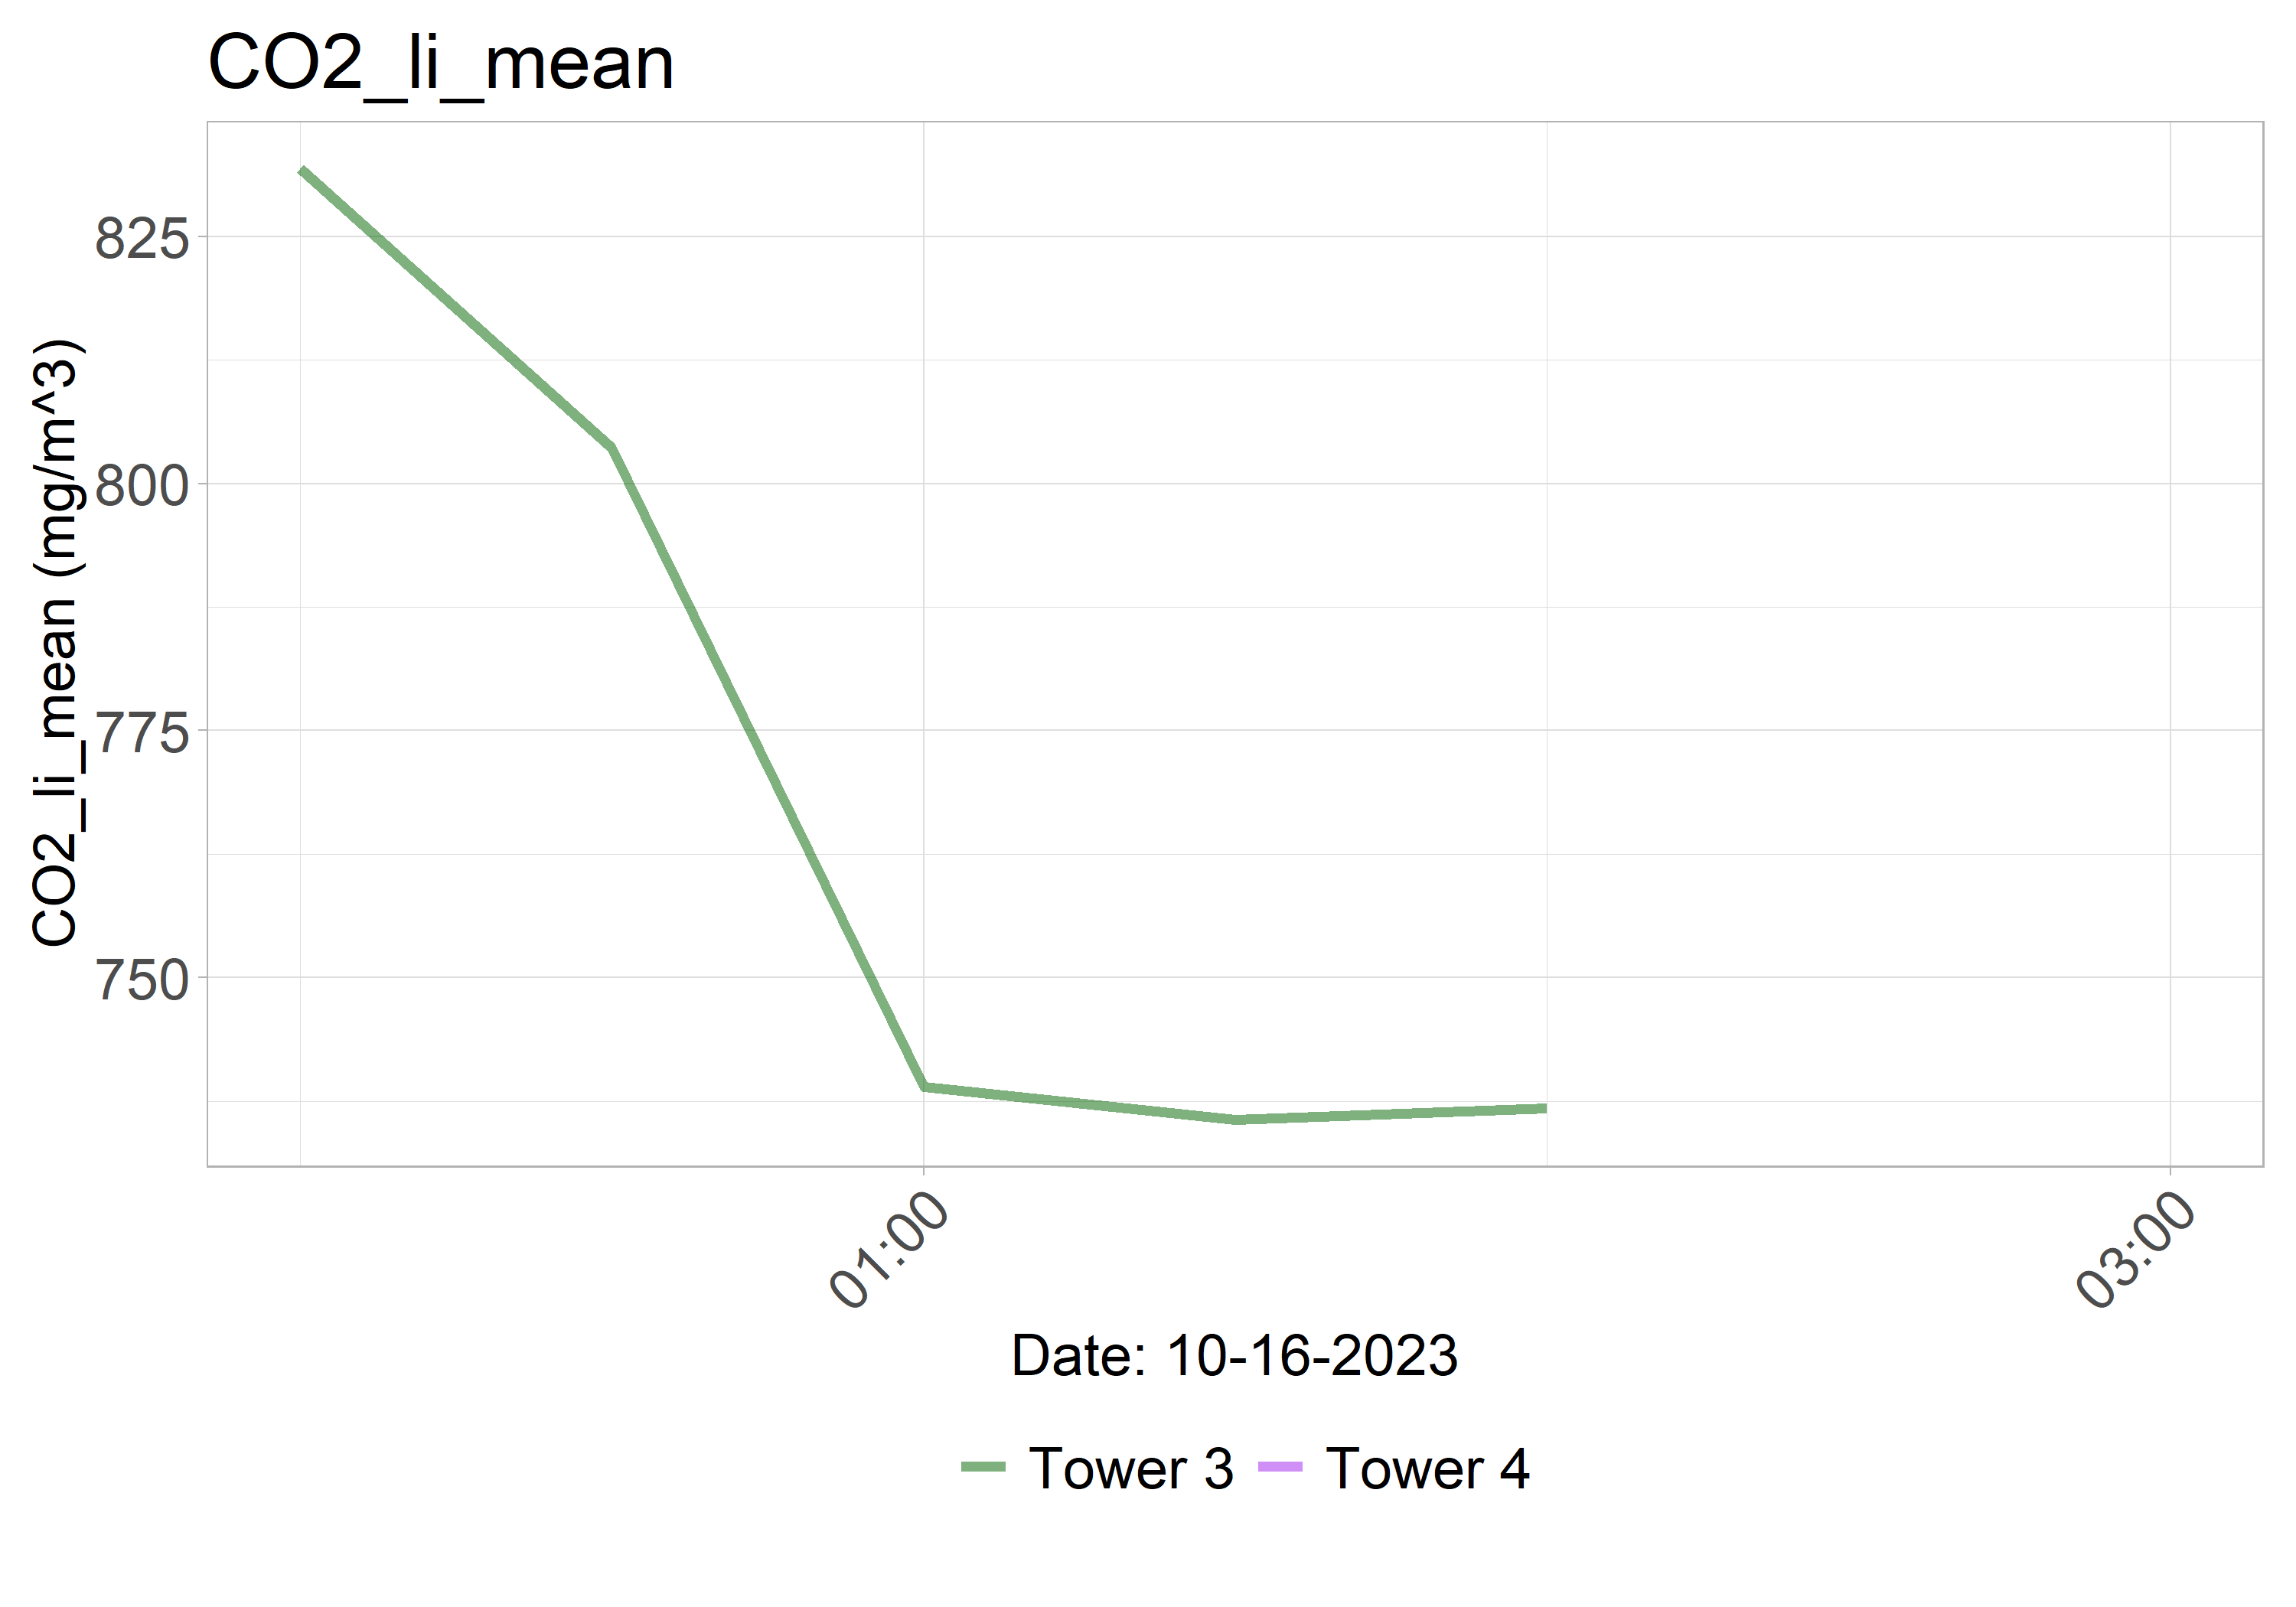 CO2_li_mean
CO2_li_mean (mg/m^3)
825
800
775
750
01:00
03:00
Date: 10-16-2023
Tower 3 Tower 4